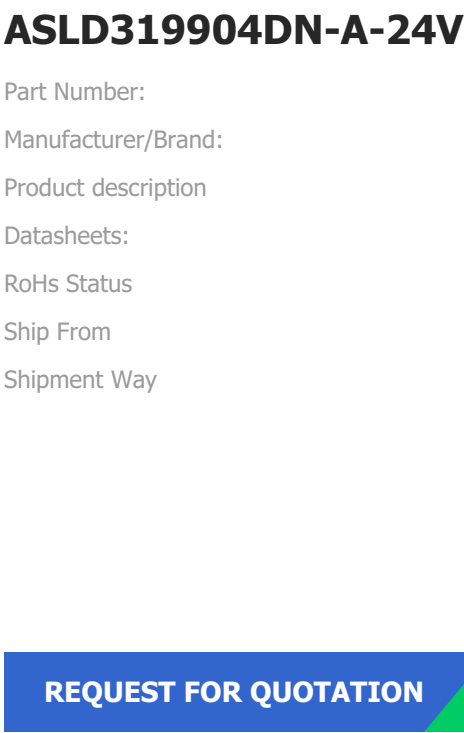 ASLD319904DN-A-24V
Part Number:
Manufacturer/Brand:
Product description
Datasheets:
RoHs Status
Ship From
Shipment Way
REQUEST FOR QUOTATION